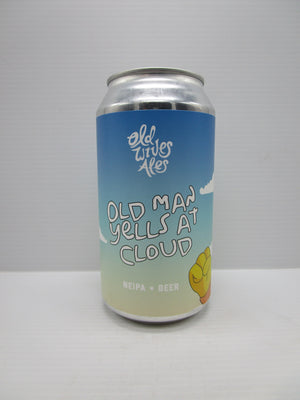 Old
Wives
Ales
OLD MAN
YELLS AT
CLOUD
NEIPA • BEER